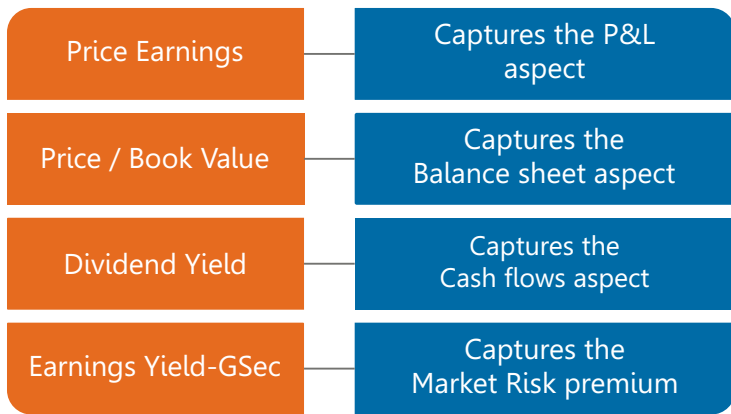 Price Earnings
Captures the P&L
aspect
Price / Book Value
Captures the
Balance sheet aspect
Dividend Yield
Captures the
Cash flows aspect
Earnings Yield-GSec
Captures the
Market Risk premium